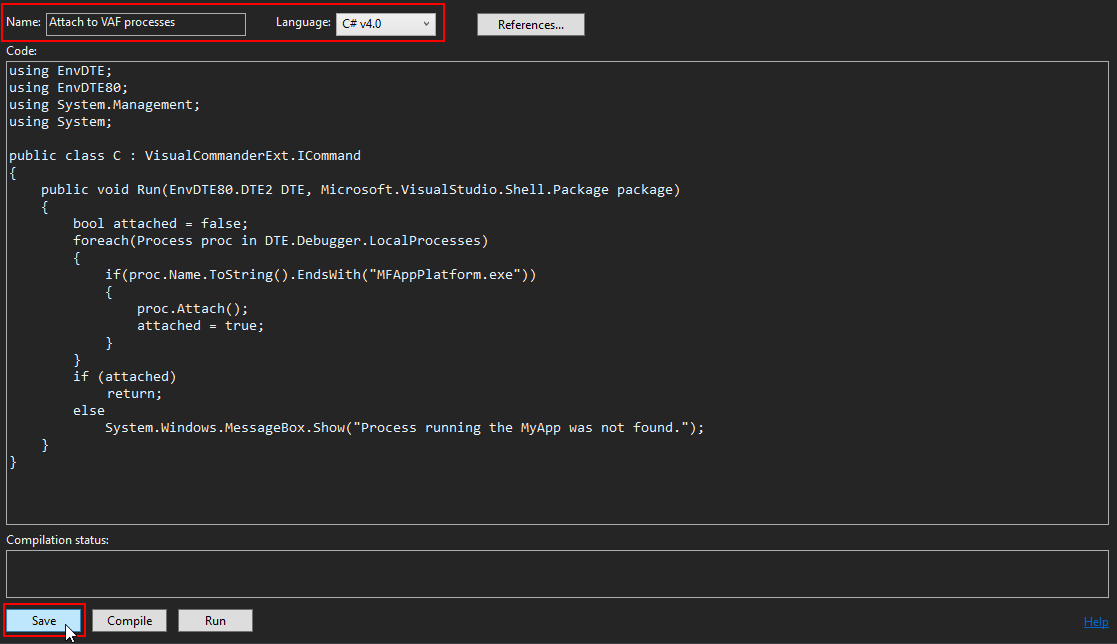 Name: Attach to VAF processes Language: C# v4.0 References...
Code:
using EnvDTE;
using EnvDTE80;
using System.Management;
using System;
public class C : VisualCommanderExt.ICommand
{
    public void Run(EnvDTE80.DTE2 DTE, Microsoft.VisualStudio.Shell.Package package)
    {
        bool attached = false;
        foreach(Process proc in DTE.Debugger.LocalProcesses)
        {
            if(proc.Name.ToString().EndsWith("MFAppPlatform.exe"))
            {
                proc.Attach();
                attached = true;
            }
        }
        if (attached)
            return;
        else
            System.Windows.MessageBox.Show("Process running the MyApp was not found.");
    }
}
Compilation status:
Save Compile Run Help